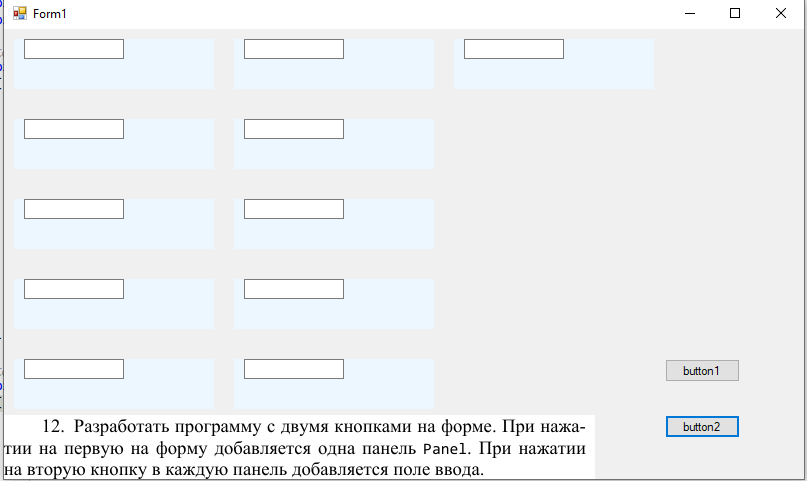 Form1
button1
button2
12. Разработать программу с двумя кнопками на форме. При нажа-
тии на первую на форму добавляется одна панель Panel. При нажатии
на вторую кнопку в каждую панель добавляется поле ввода.